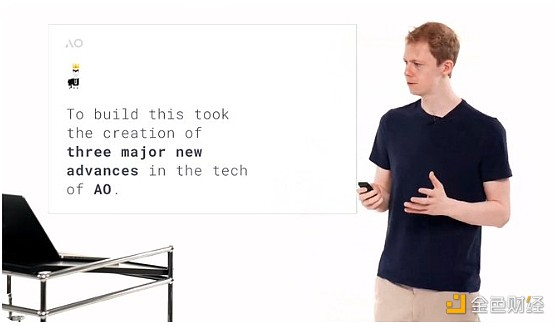 AO
To build this took
the creation of
three major new
advances in the tech
of AO.
金色财经